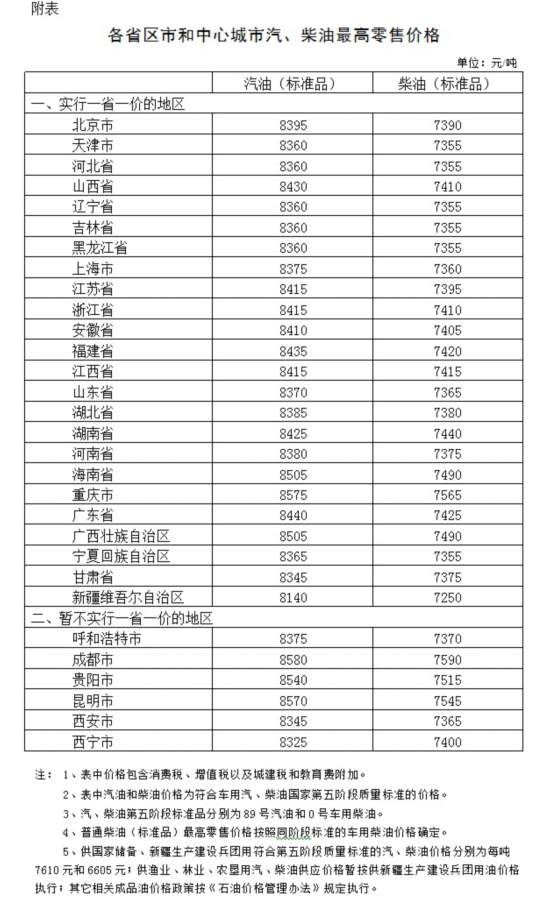 附表
各省区市和中心城市汽、柴油最高零售价格
单位：元/吨
汽油（标准品） 柴油（标准品）
一、实行一省一价的地区
北京市 8395 7390
天津市 8360 7355
河北省 8360 7355
山西省 8430 7410
辽宁省 8360 7355
吉林省 8360 7355
黑龙江省 8360 7355
上海市 8375 7360
江苏省 8415 7395
浙江省 8415 7410
安徽省 8410 7405
福建省 8435 7420
江西省 8415 7415
山东省 8370 7365
湖北省 8385 7380
湖南省 8425 7440
河南省 8380 7375
海南省 8505 7490
重庆市 8575 7565
广东省 8440 7425
广西壮族自治区 8505 7490
宁夏回族自治区 8365 7355
甘肃省 8345 7375
新疆维吾尔自治区 8140 7250
二、暂不实行一省一价的地区
呼和浩特市 8375 7370
成都市 8580 7590
贵阳市 8540 7515
昆明市 8570 7545
西安市 8345 7365
西宁市 8325 7400
注： 1、表中价格包含消费税、增值税以及城建税和教育费附加。
2、表中汽油和柴油价格为符合车用汽、柴油国家第五阶段质量标准的价格。
3、汽、柴油第五阶段标准品分别为89号汽油和0号车用柴油。
4、普通柴油（标准品）最高零售价格按照同阶段标准的车用柴油价格确定。
5、供国家储备、新疆生产建设兵团用符合第五阶段质量标准的汽、柴油价格分别为每吨
7610元和6605元；供渔业、林业、农垦用汽、柴油供应价格暂按供新疆生产建设兵团用油价格
执行；其它相关成品油价格政策按《石油价格管理办法》规定执行。